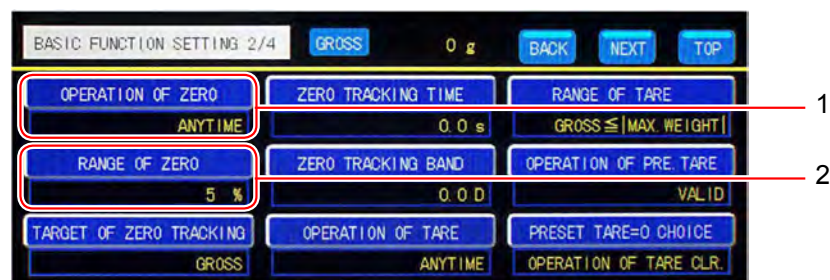 BASIC FUNCTION SETTING 2/4 GROSS 0 g BACK NEXT TOP
OPERATION OF ZERO ZERO TRACKING TIME RANGE OF TARE 1
ANYTIME 0.0 s GROSS≦|MAX. WEIGHT|
RANGE OF ZERO ZERO TRACKING BAND OPERATION OF PRE. TARE 2
5 % 0.0 D VALID
TARGET OF ZERO TRACKING OPERATION OF TARE PRESET TARE=0 CHOICE
GROSS ANYTIME OPERATION OF TARE CLR.